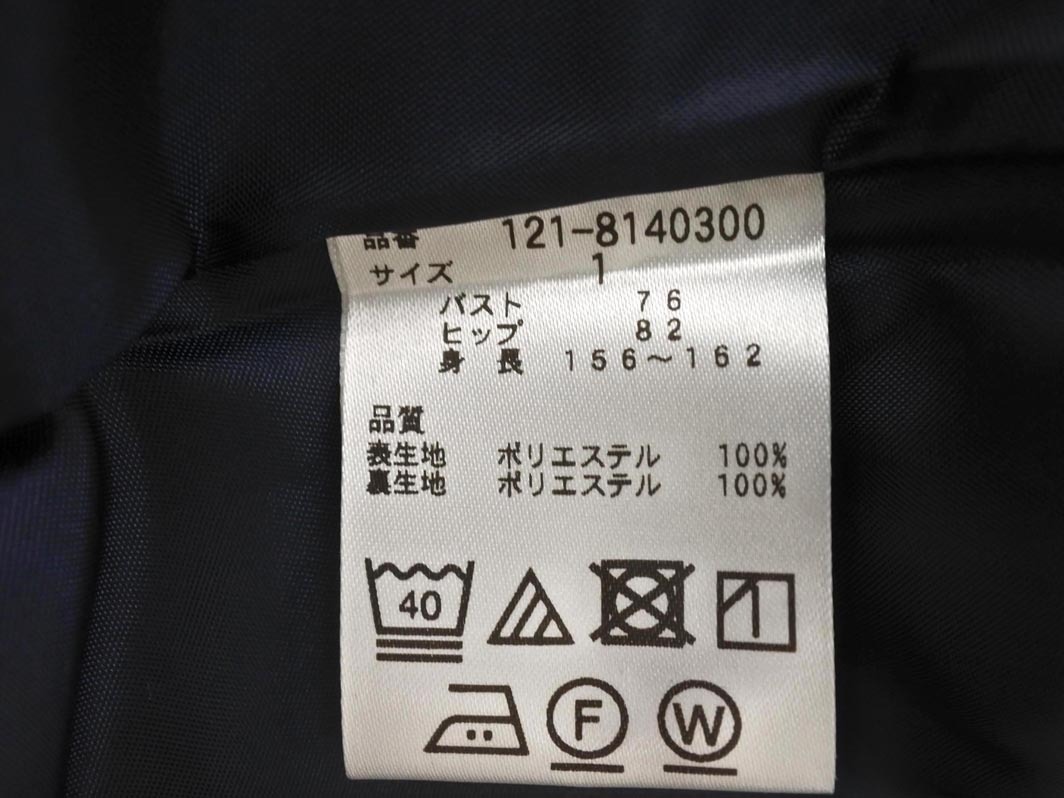 品番 121-8140300
サイズ 1
バスト 76
ヒップ 82
身長 156～162
品質
表生地 ポリエステル 100%
裏生地 ポリエステル 100%
40
F W